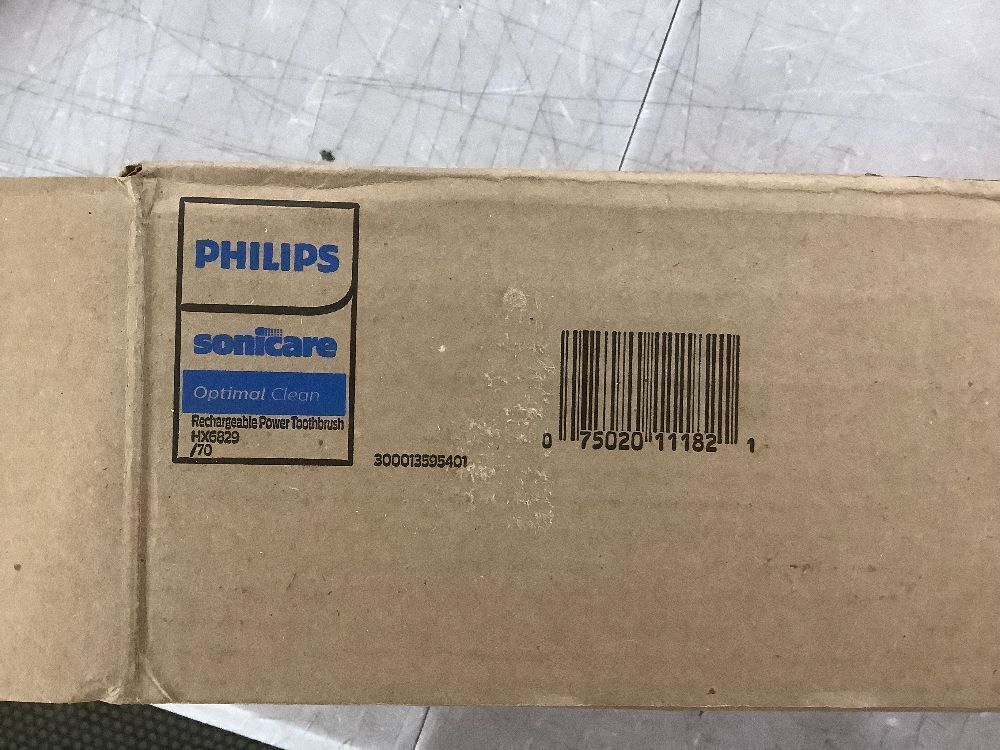 PHILIPS
sonicare
Optimal Clean
Rechargeable Power Toothbrush
HX6829
/70
300013595401
0 75020 11182 1